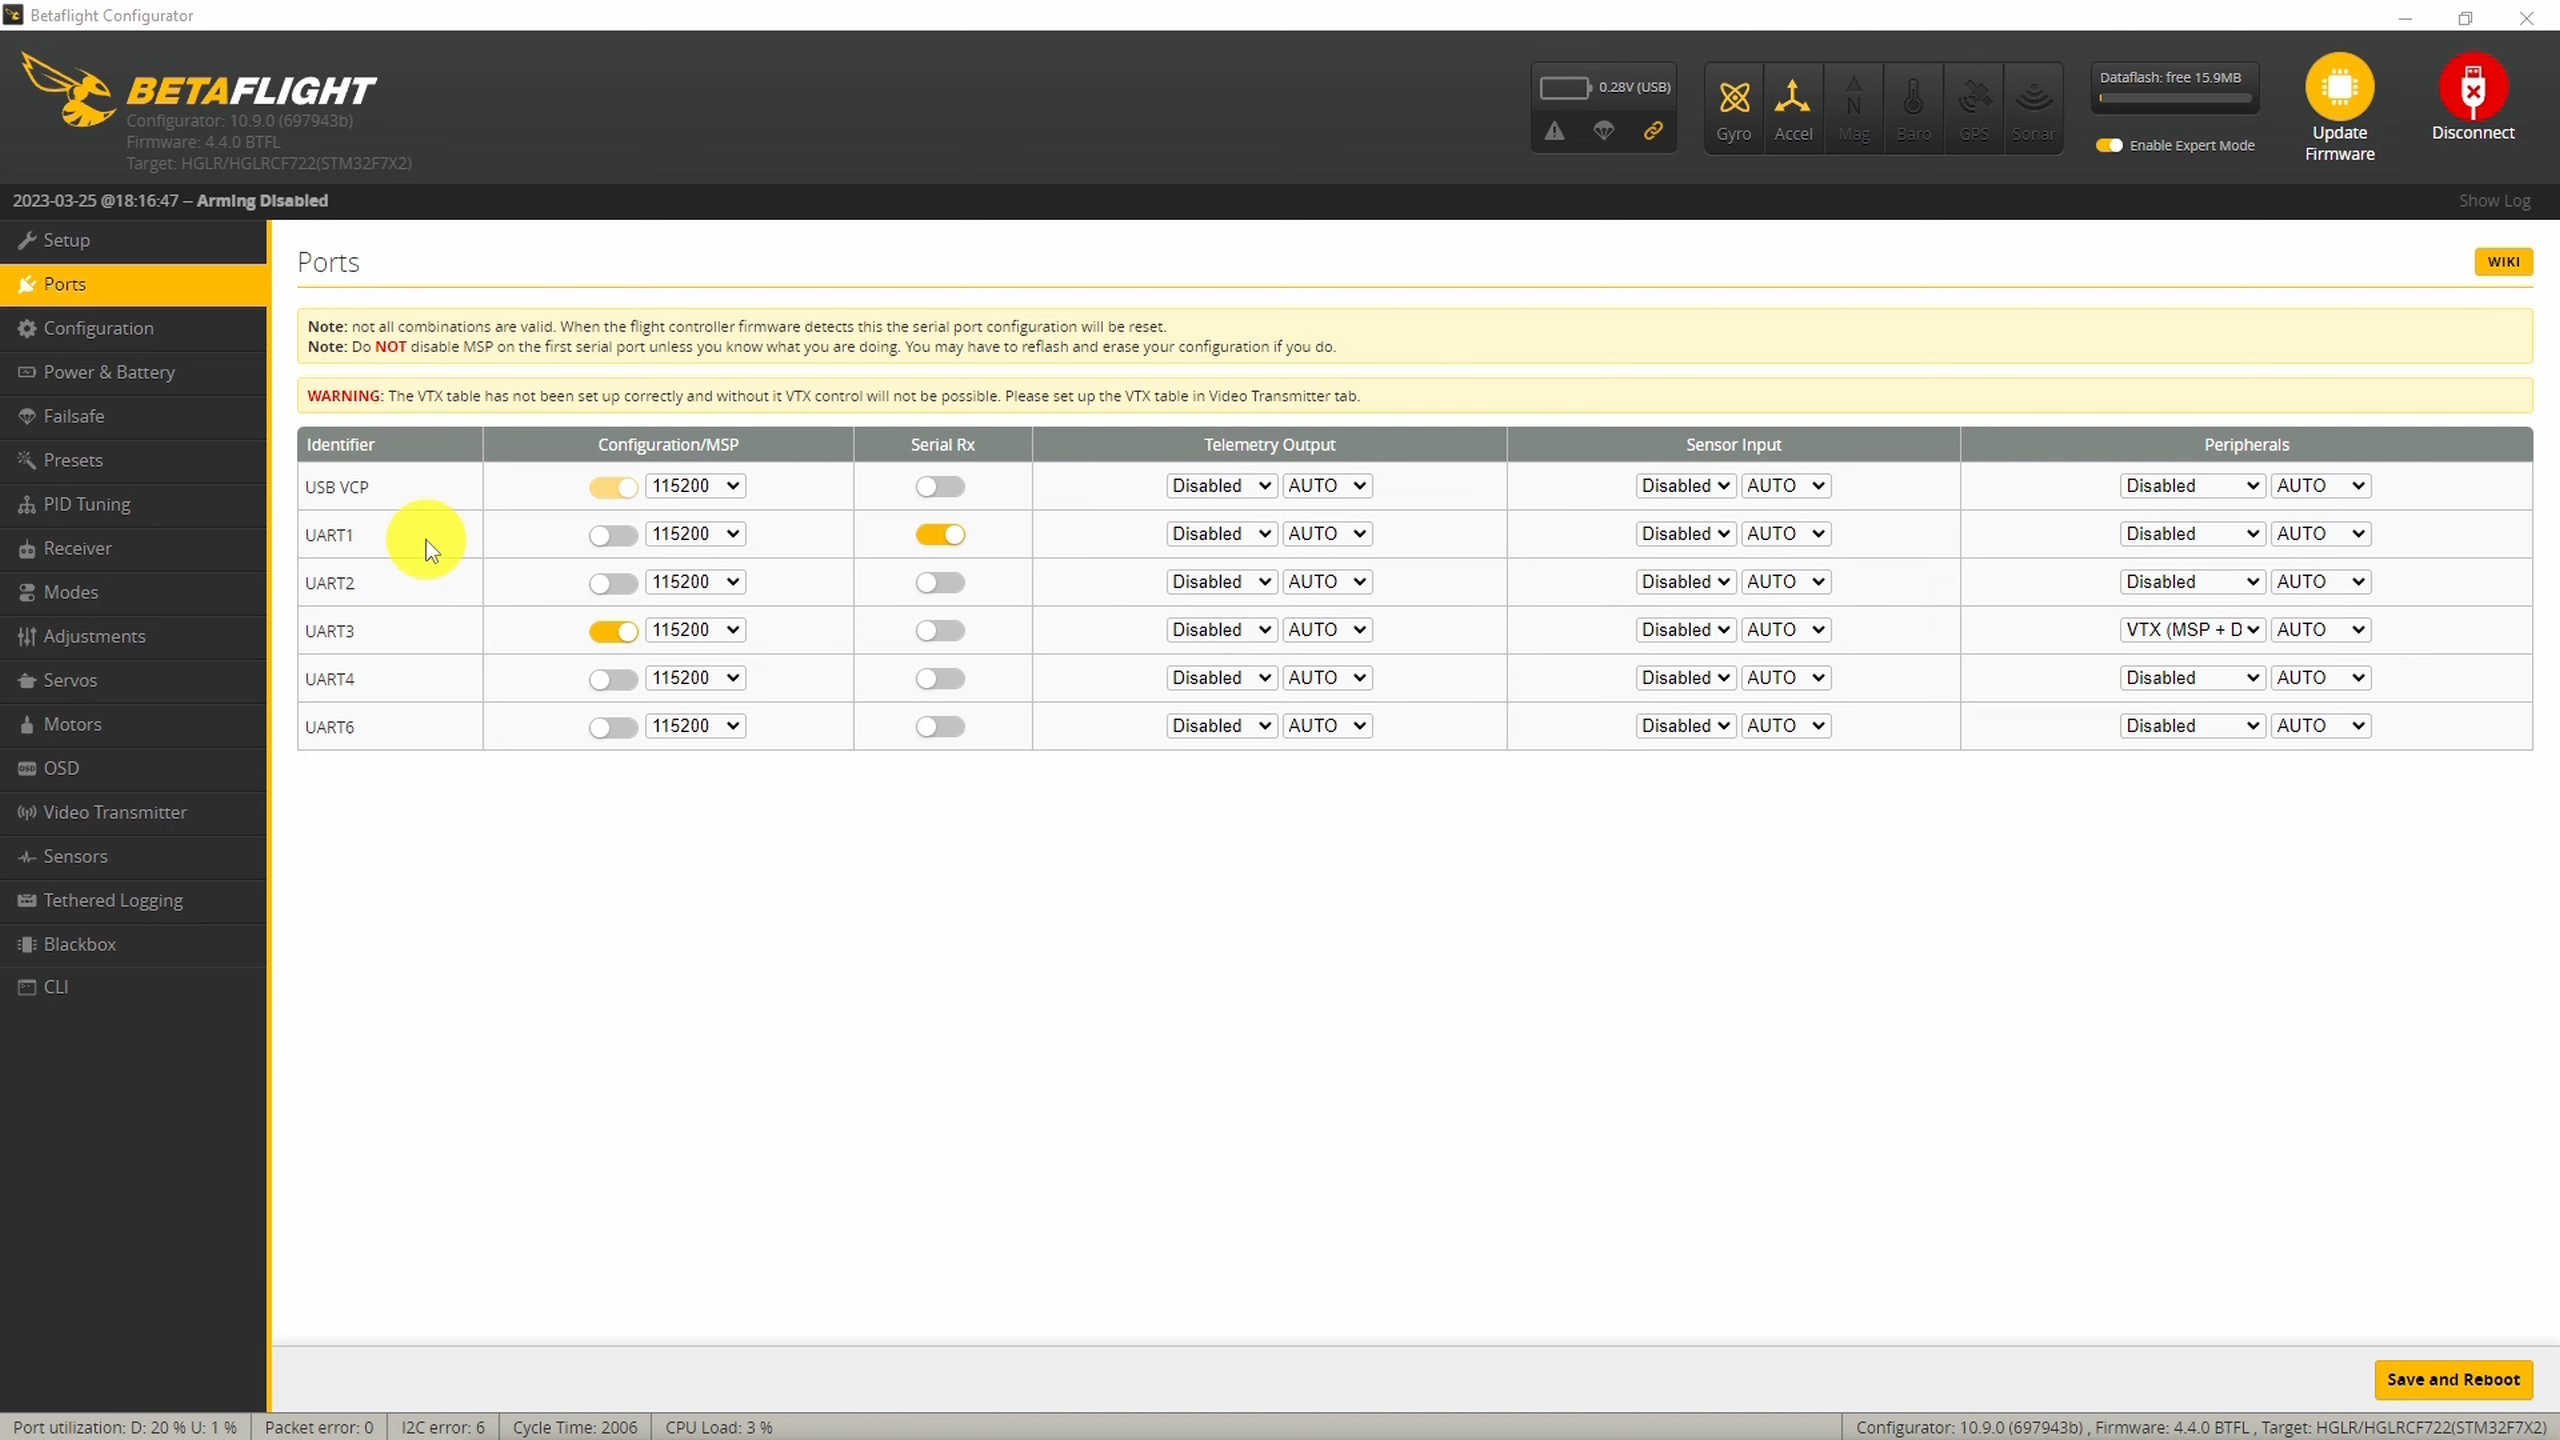 Betaflight Configurator
BETAFLIGHT
Configurator: 10.9.0 (697943b)
Firmware: 4.4.0 BTFL
Target: HGLR/HGLRCF722(STM32F7X2)
0.28V (USB)
Gyro Accel Mag Baro GPS Sonar
Dataflash: free 15.9MB
Enable Expert Mode
Update
Firmware
Disconnect
2023-03-25 @18:16:47 – Arming Disabled
Show Log
Setup
Ports
Configuration
Power & Battery
Failsafe
Presets
PID Tuning
Receiver
Modes
Adjustments
Servos
Motors
OSD
OSD
Video Transmitter
Sensors
Tethered Logging
Blackbox
CLI
Ports
WIKI
Note: not all combinations are valid. When the flight controller firmware detects this the serial port configuration will be reset.
Note: Do NOT disable MSP on the first serial port unless you know what you are doing. You may have to reflash and erase your configuration if you do.
WARNING: The VTX table has not been set up correctly and without it VTX control will not be possible. Please set up the VTX table in Video Transmitter tab.
Identifier Configuration/MSP Serial Rx Telemetry Output Sensor Input Peripherals
USB VCP 115200 Disabled AUTO Disabled AUTO Disabled AUTO
UART1 115200 Disabled AUTO Disabled AUTO Disabled AUTO
UART2 115200 Disabled AUTO Disabled AUTO Disabled AUTO
UART3 115200 Disabled AUTO Disabled AUTO VTX (MSP + D AUTO
UART4 115200 Disabled AUTO Disabled AUTO Disabled AUTO
UART6 115200 Disabled AUTO Disabled AUTO Disabled AUTO
Save and Reboot
Port utilization: D: 20 % U: 1 % Packet error: 0 I2C error: 6 Cycle Time: 2006 CPU Load: 3 % Configurator: 10.9.0 (697943b) , Firmware: 4.4.0 BTFL , Target: HGLR/HGLRCF722(STM32F7X2)